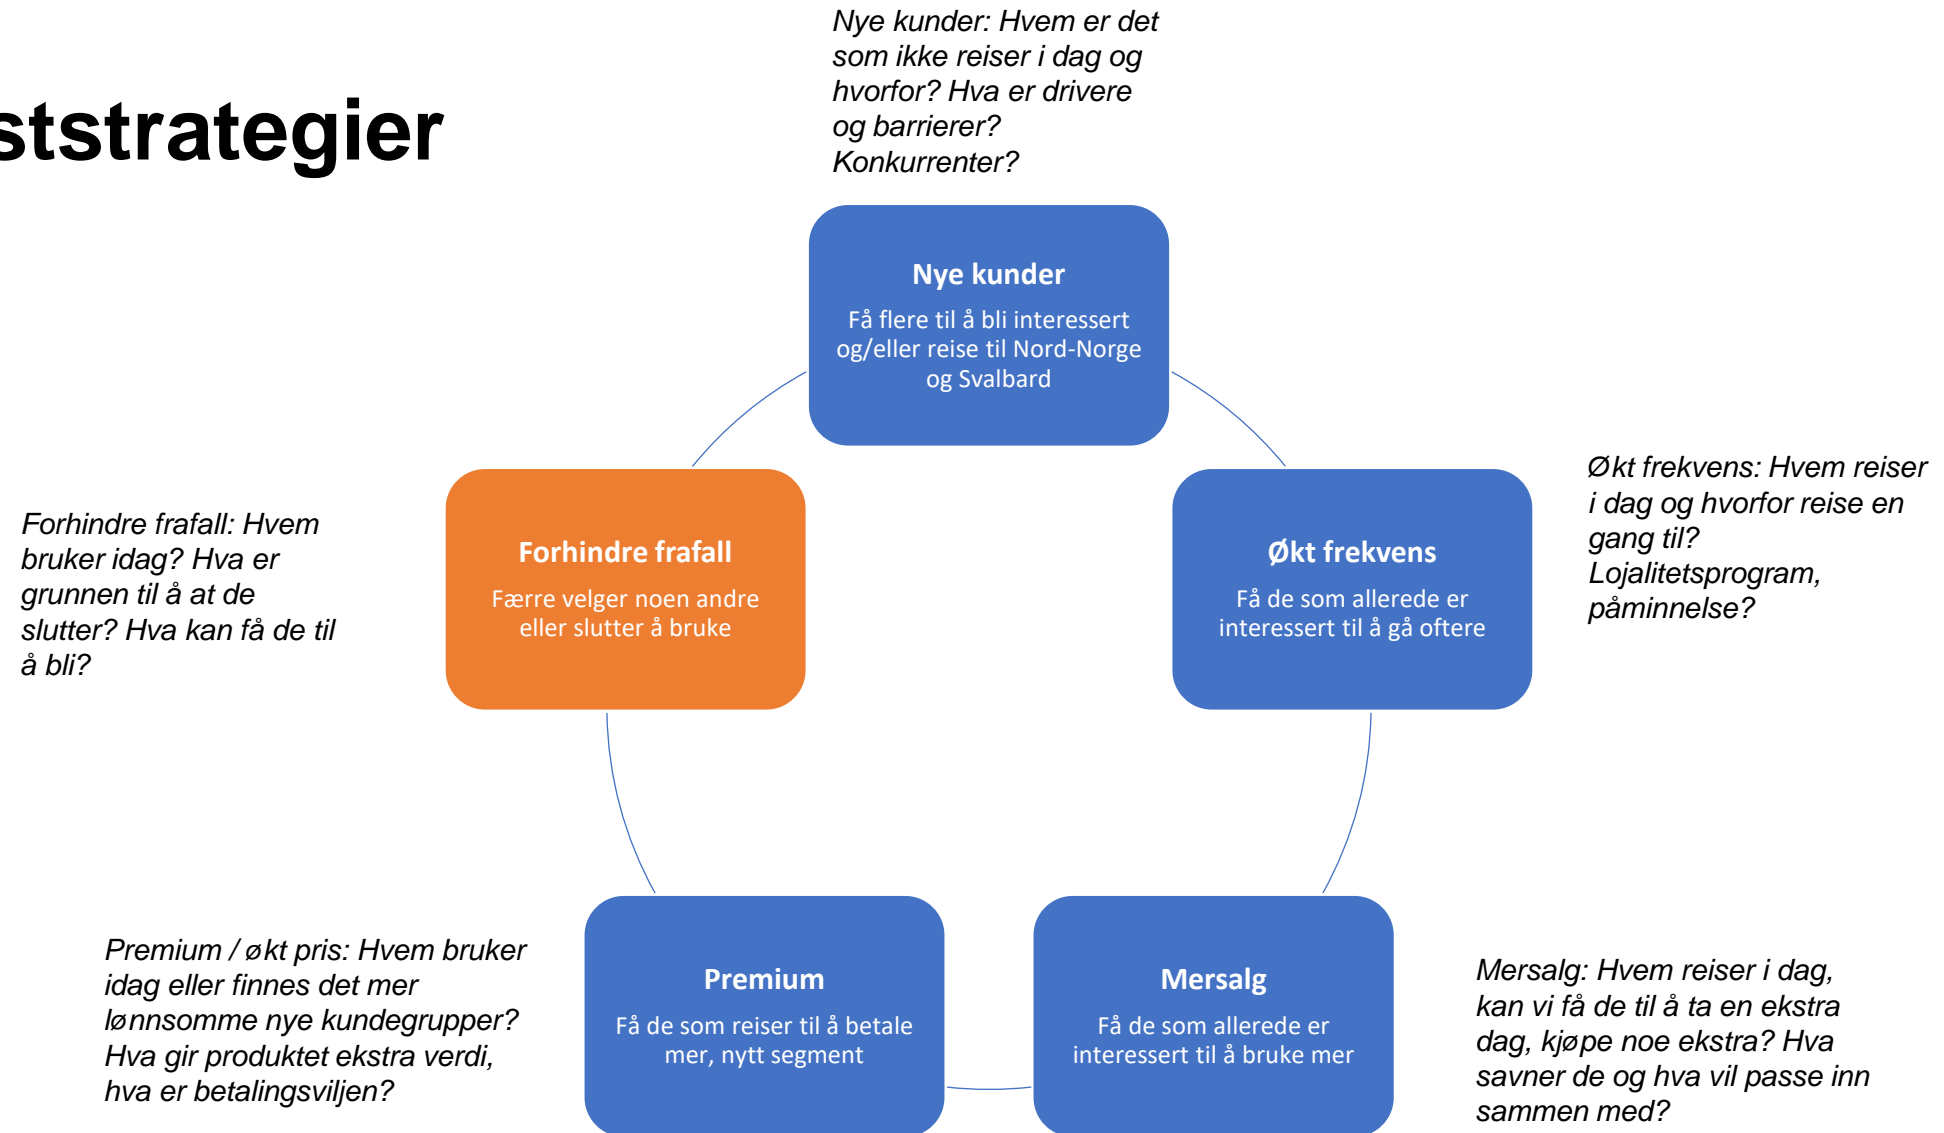 ststrategier
Nye kunder: Hvem er det
som ikke reiser i dag og
hvorfor? Hva er drivere
og barrierer?
Konkurrenter?
Nye kunder
Få flere til å bli interessert
og/eller reise til Nord-Norge
og Svalbard
Forhindre frafall: Hvem
bruker idag? Hva er
grunnen til å at de
slutter? Hva kan få de til
å bli?
Forhindre frafall
Færre velger noen andre
eller slutter å bruke
Økt frekvens
Få de som allerede er
interessert til å gå oftere
Økt frekvens: Hvem reiser
i dag og hvorfor reise en
gang til?
Lojalitetsprogram,
påminnelse?
Premium / økt pris: Hvem bruker
idag eller finnes det mer
lønnsomme nye kundegrupper?
Hva gir produktet ekstra verdi,
hva er betalingsviljen?
Premium
Få de som reiser til å betale
mer, nytt segment
Mersalg
Få de som allerede er
interessert til å bruke mer
Mersalg: Hvem reiser i dag,
kan vi få de til å ta en ekstra
dag, kjøpe noe ekstra? Hva
savner de og hva vil passe inn
sammen med?